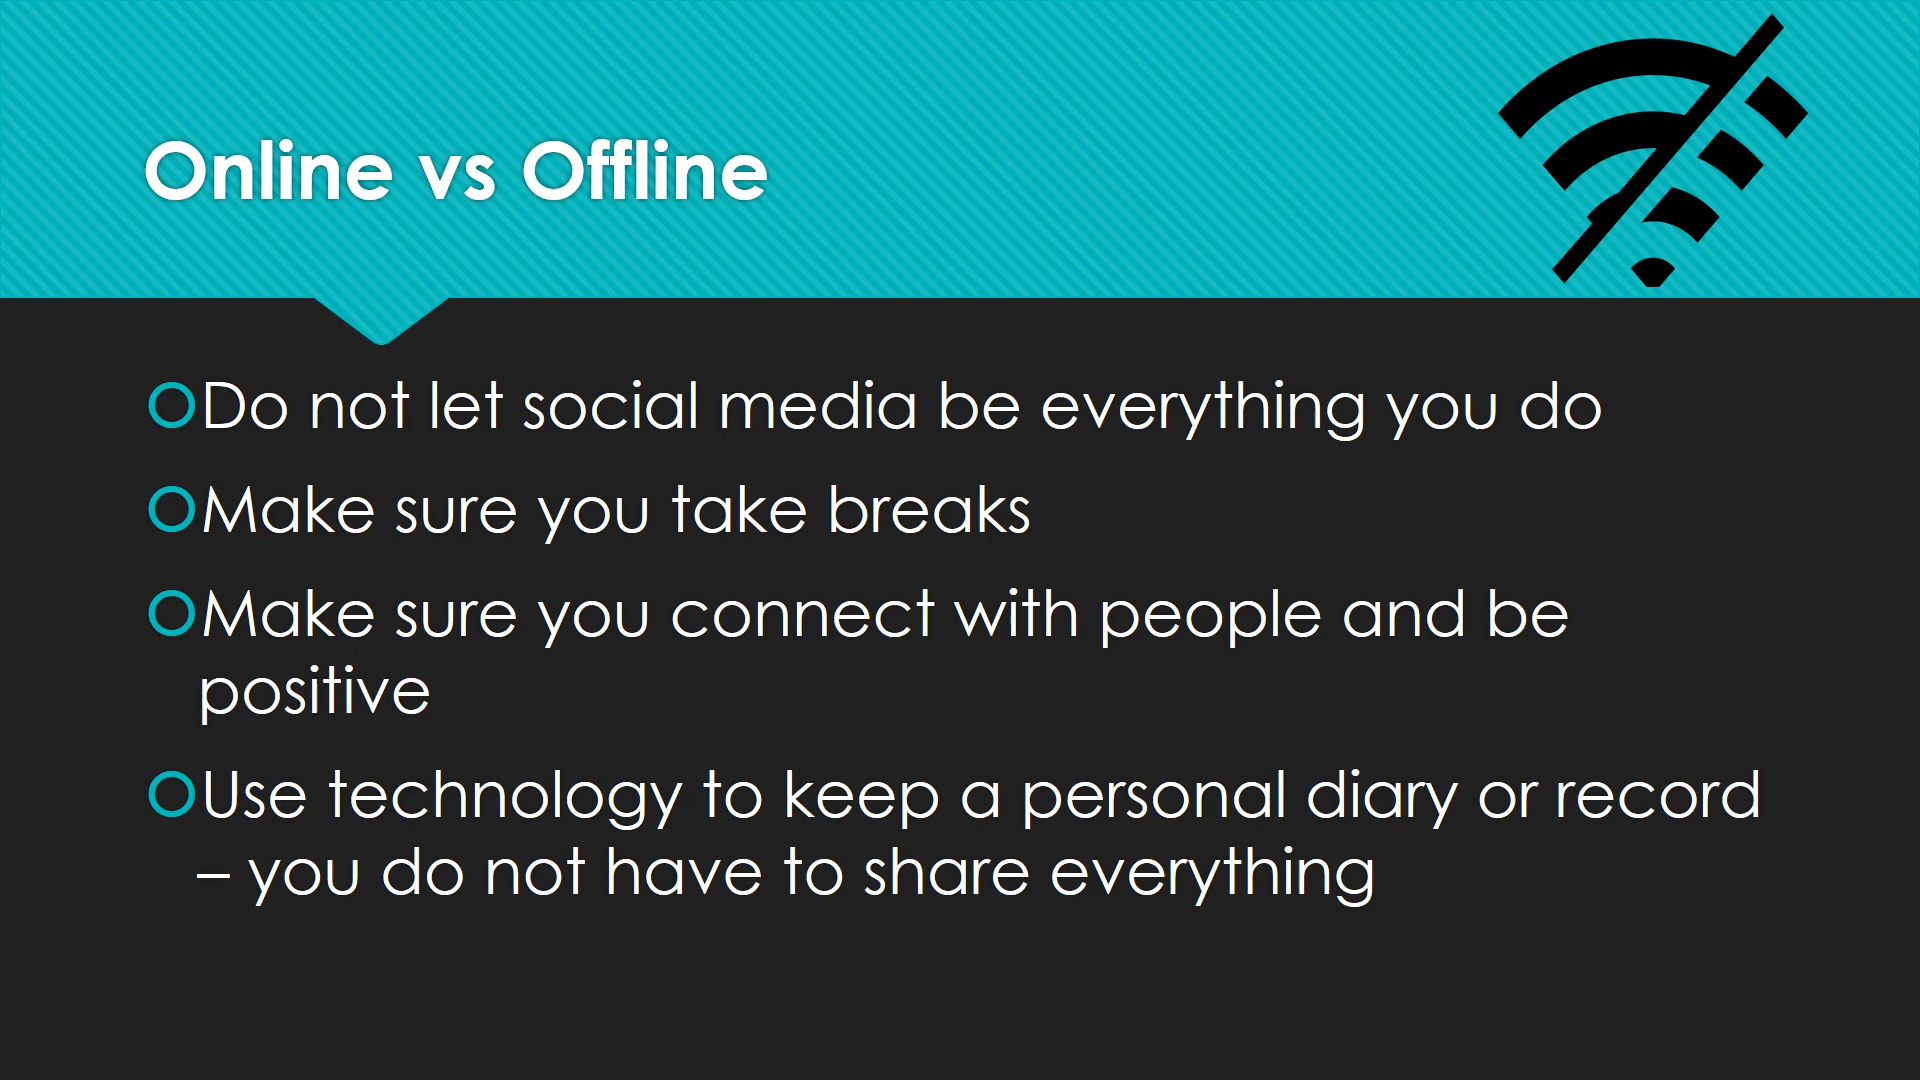 Online vs Offline
Do not let social media be everything you do
Make sure you take breaks
Make sure you connect with people and be
positive
Use technology to keep a personal diary or record
– you do not have to share everything